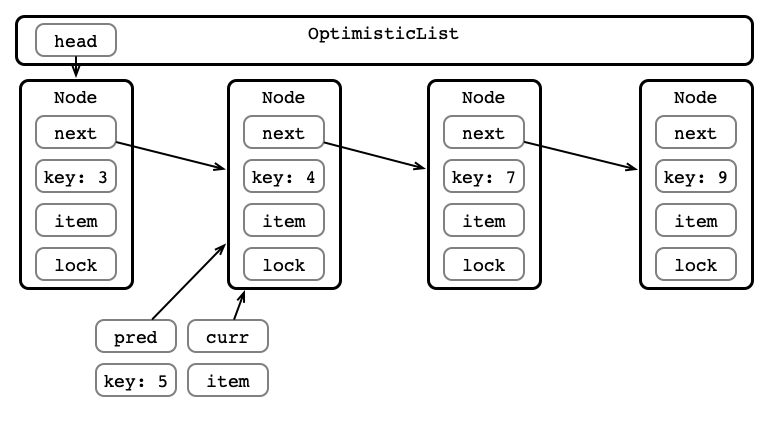 OptimisticList
head
Node
next
key: 3
item
lock
Node
next
key: 4
item
lock
Node
next
key: 7
item
lock
Node
next
key: 9
item
lock
pred
curr
key: 5
item